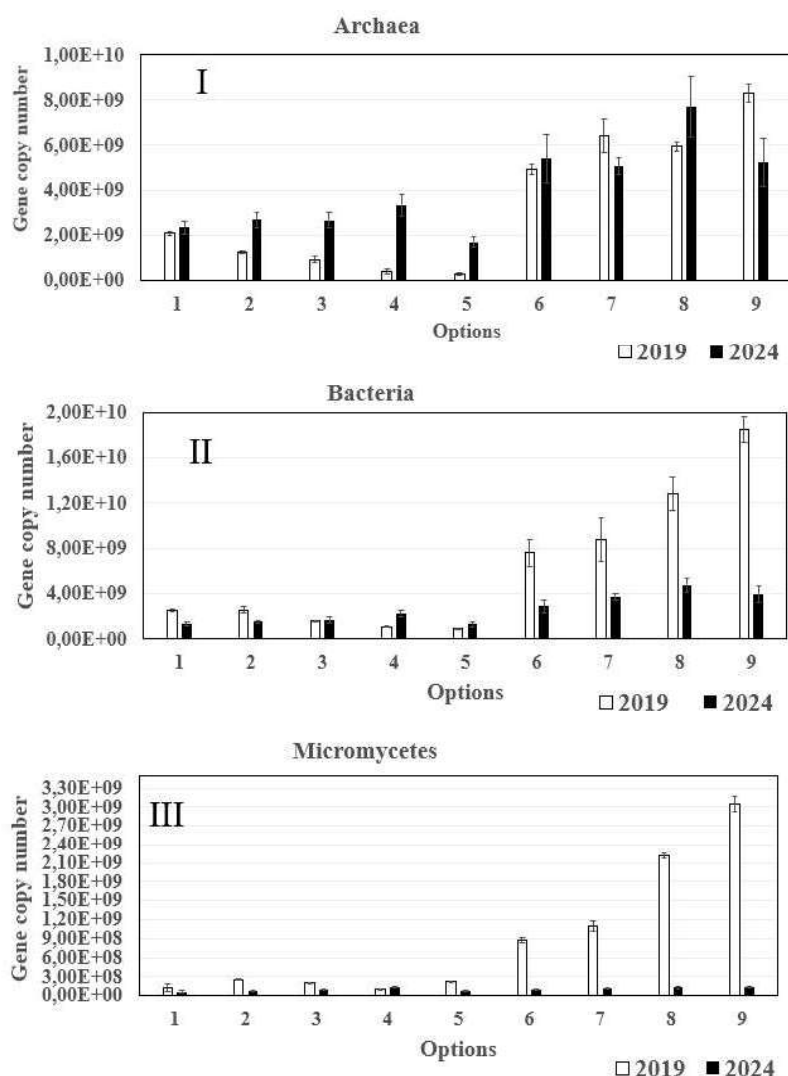 Archaea
I
Gene copy number
1,00E+10
8,00E+09
6,00E+09
4,00E+09
2,00E+09
0,00E+00
1 2 3 4 5 6 7 8 9
Options
2019 2024
Bacteria
II
Gene copy number
2,00E+10
1,60E+10
1,20E+10
8,00E+09
4,00E+09
0,00E+00
1 2 3 4 5 6 7 8 9
Options
2019 2024
Micromycetes
III
Gene copy number
3,30E+09
3,00E+09
2,70E+09
2,40E+09
2,10E+09
1,80E+09
1,50E+09
1,20E+09
9,00E+08
6,00E+08
3,00E+08
0,00E+00
1 2 3 4 5 6 7 8 9
Options
2019 2024